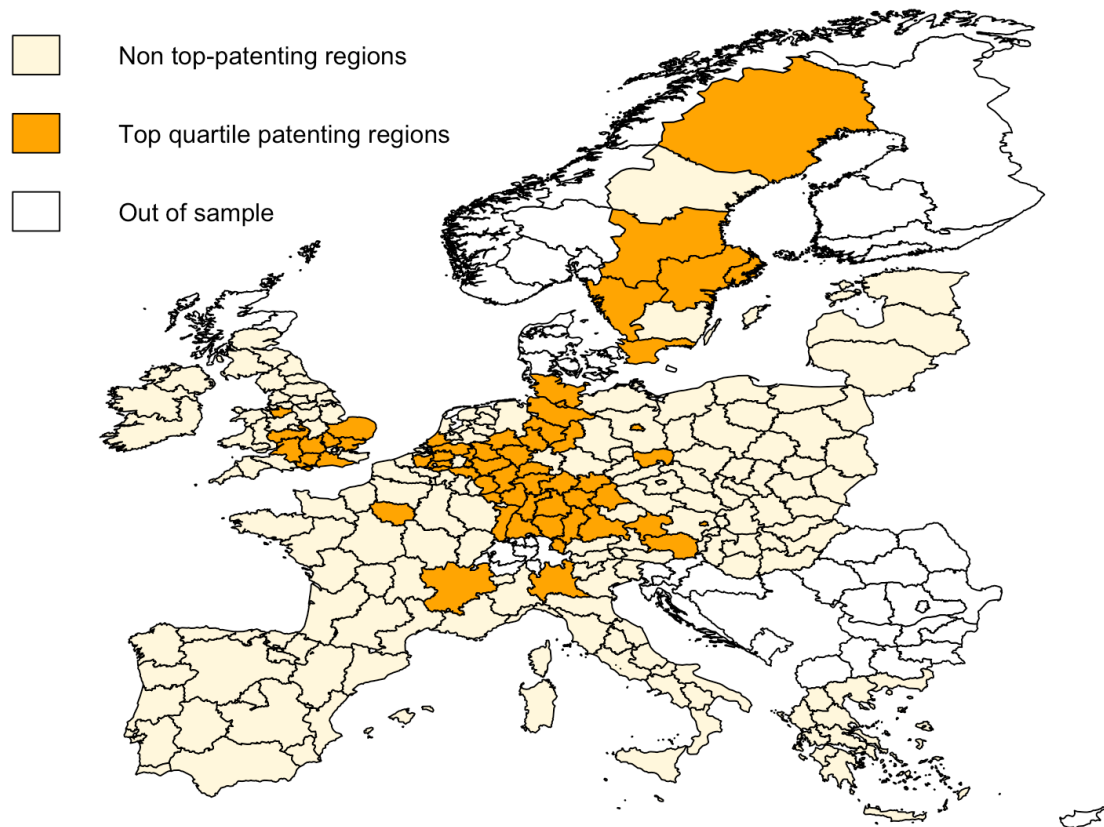 Non top-patenting regions
Top quartile patenting regions
Out of sample